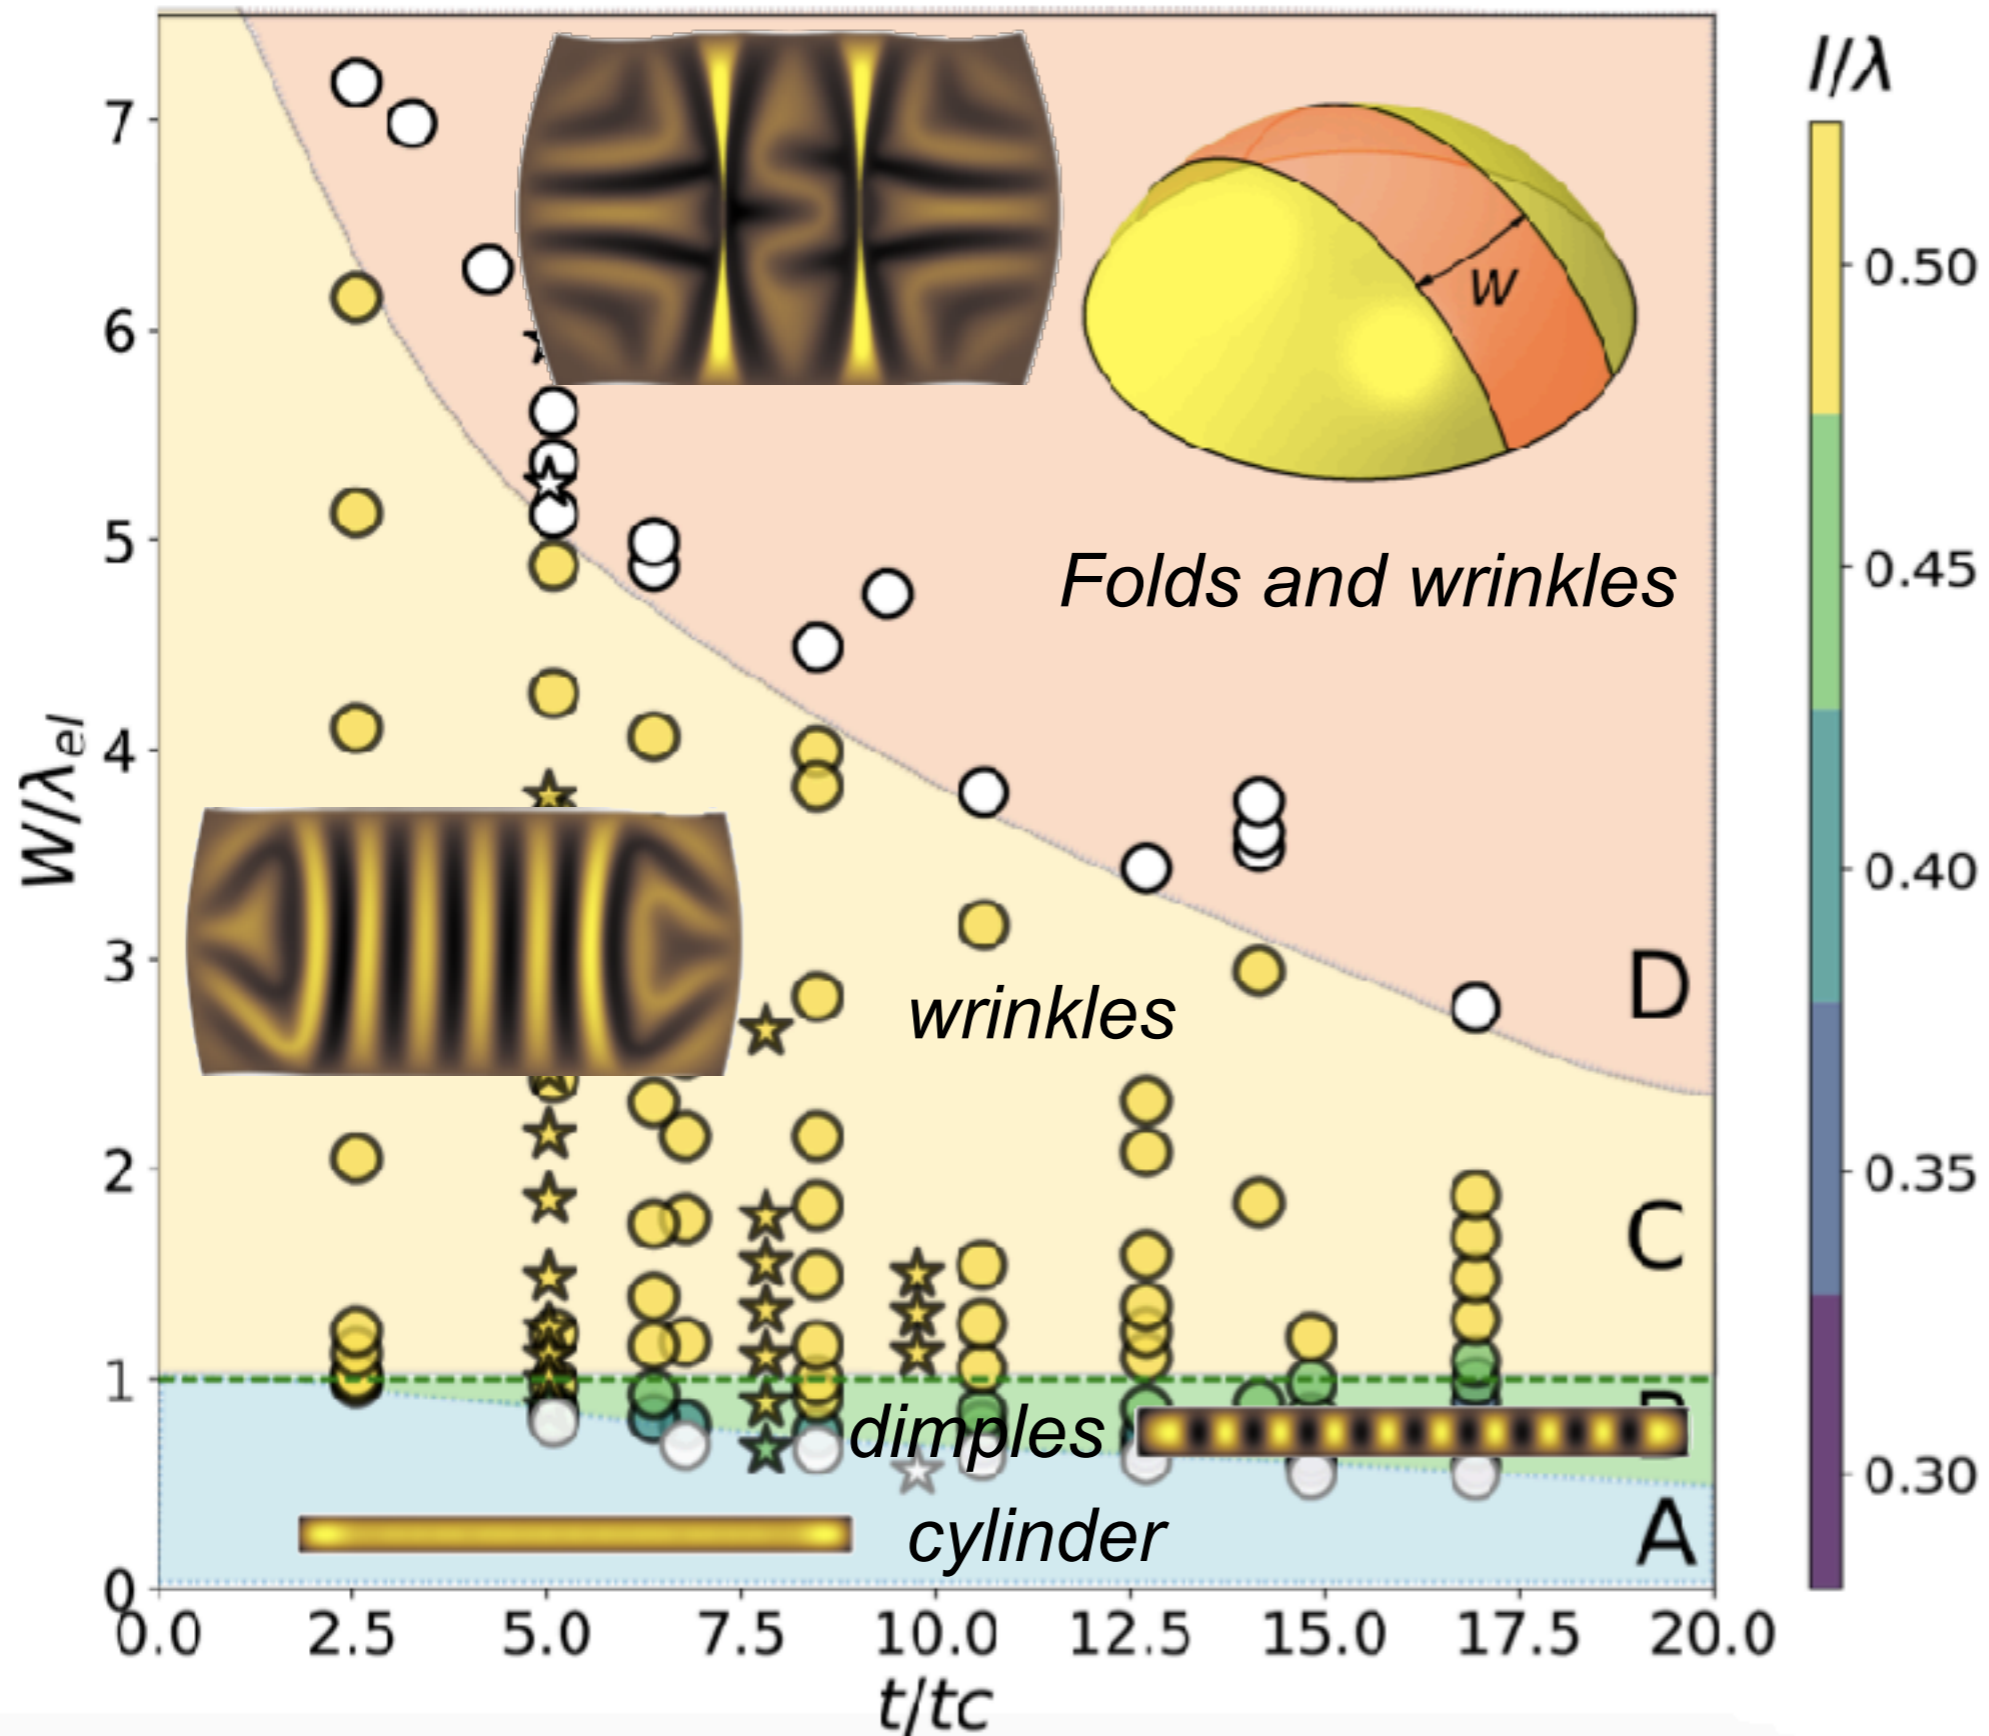 l/λ
7
6
5
4
3
2
1
0
W/λel
W
Folds and wrinkles
wrinkles
dimples
cylinder
D
C
A
0.50
0.45
0.40
0.35
0.30
0.0 2.5 5.0 7.5 10.0 12.5 15.0 17.5 20.0
t/tc